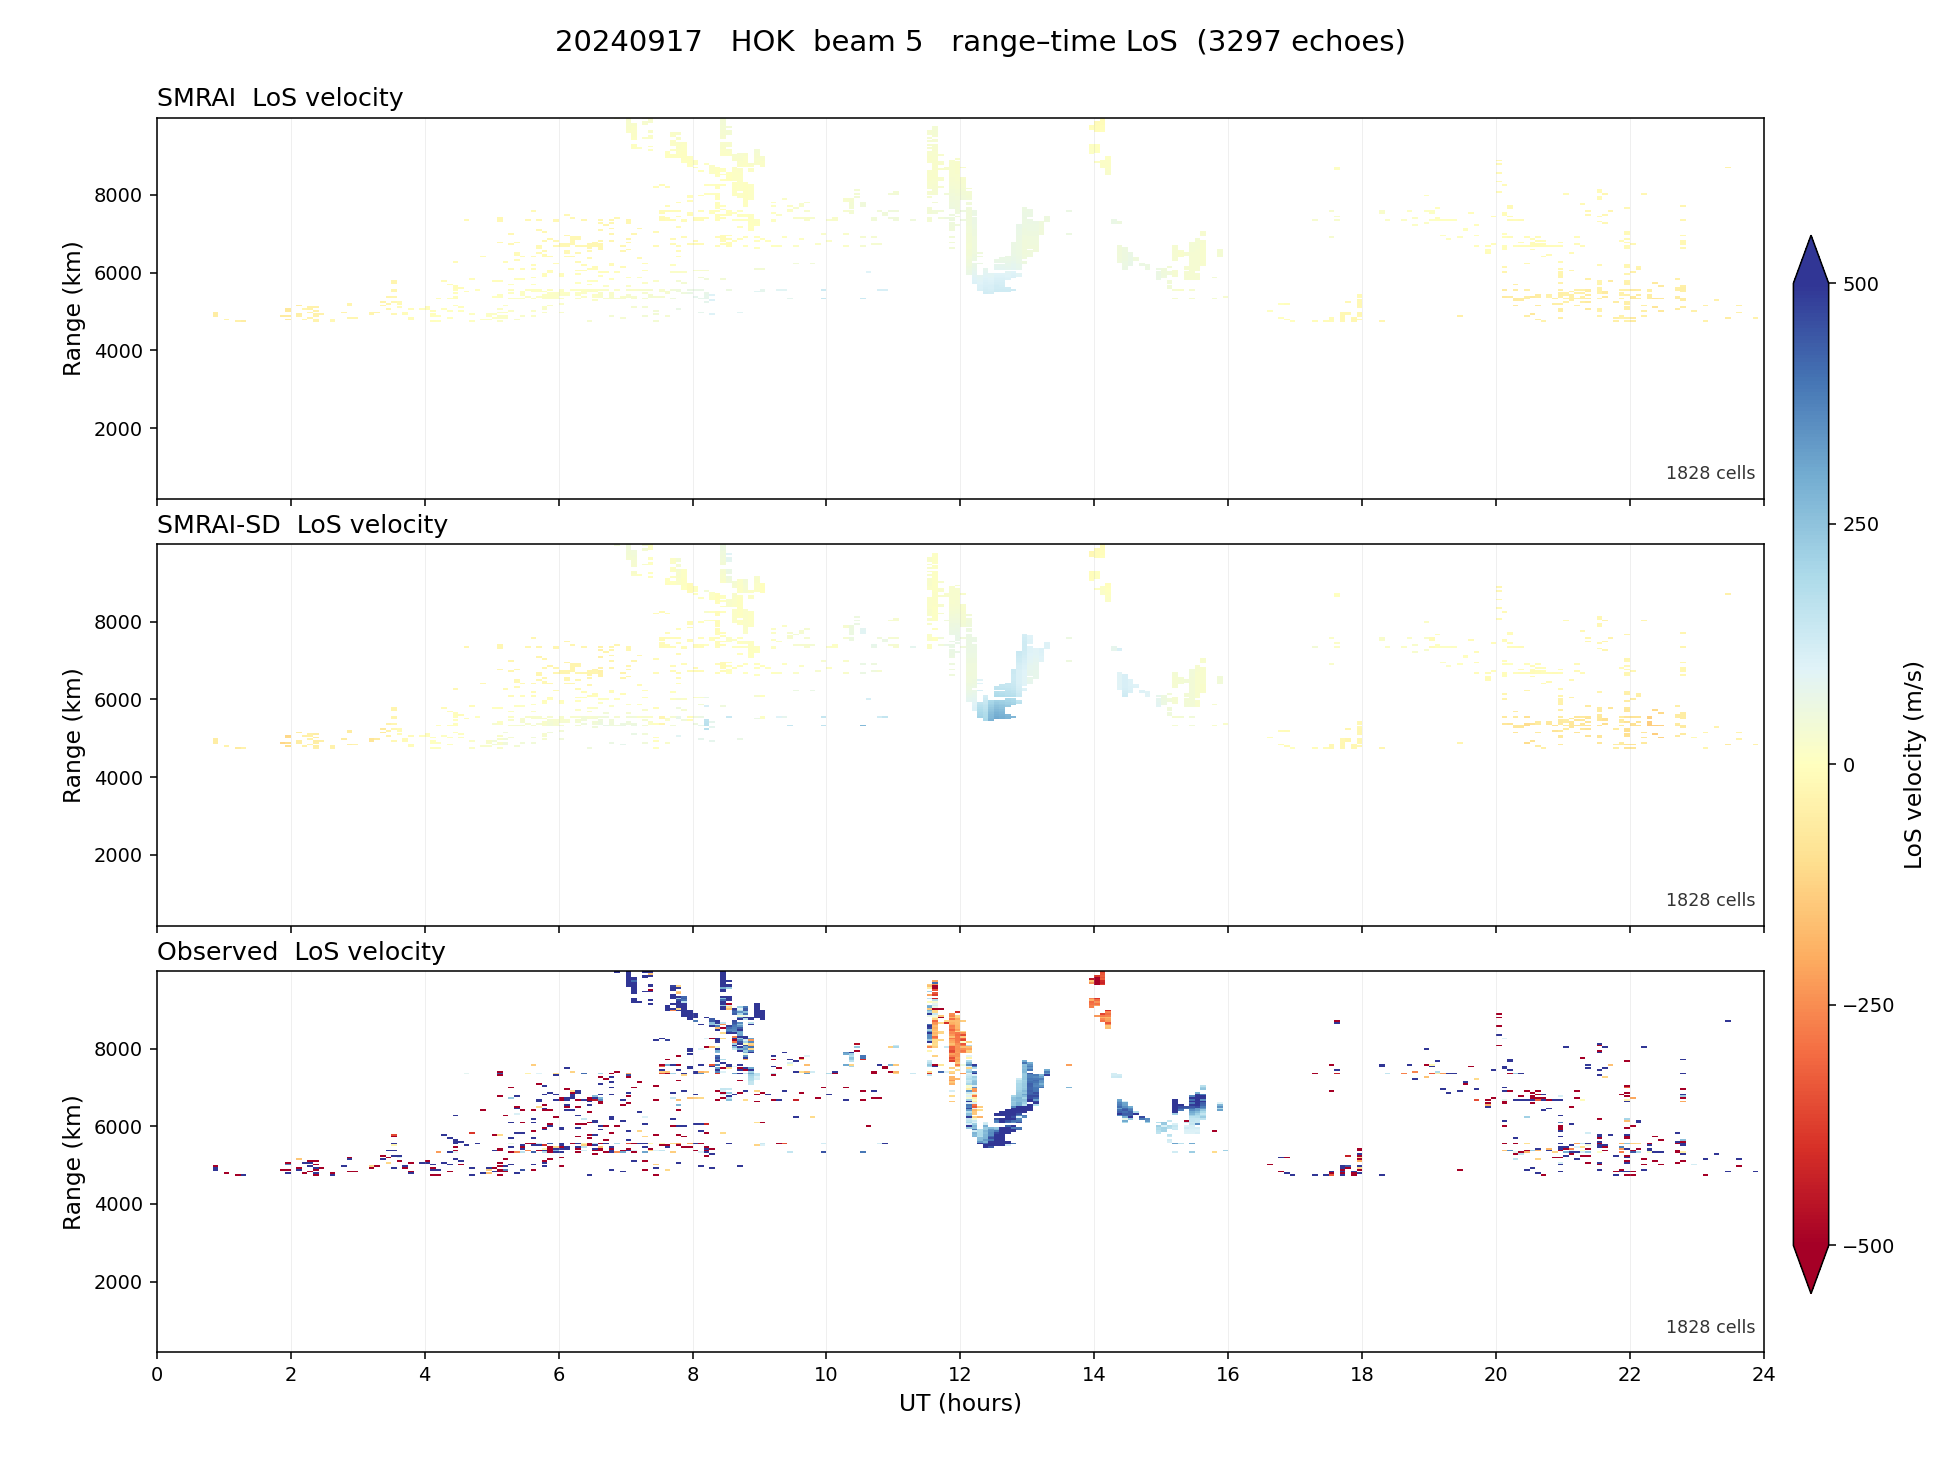 20240917   HOK  beam 5   range–time LoS  (3297 echoes)
SMRAI  LoS velocity
8000
6000
4000
2000
Range (km)
1828 cells
SMRAI-SD  LoS velocity
8000
6000
4000
2000
Range (km)
1828 cells
Observed  LoS velocity
8000
6000
4000
2000
Range (km)
1828 cells
0 2 4 6 8 10 12 14 16 18 20 22 24
UT (hours)
500
250
0
−250
−500
LoS velocity (m/s)